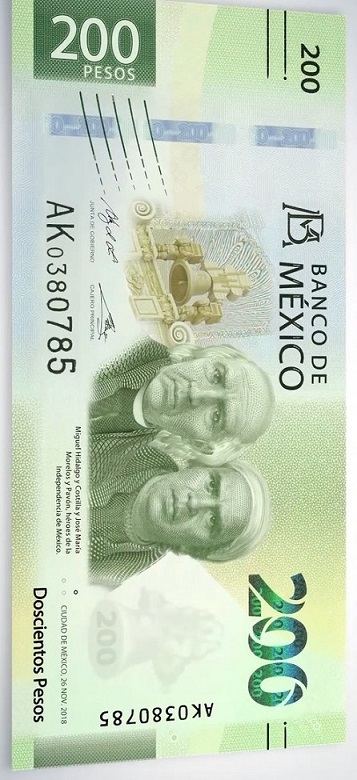 200
PESOS
200
BANCO DE
MÉXICO
AK0380785
JUNTA DE GOBIERNO
CAJERO PRINCIPAL
Miguel Hidalgo y Costilla y José María
Morelos y Pavón, héroes de la
Independencia de México.
200
200
CIUDAD DE MÉXICO, 26 NOV. 2018
Doscientos Pesos
AK0380785